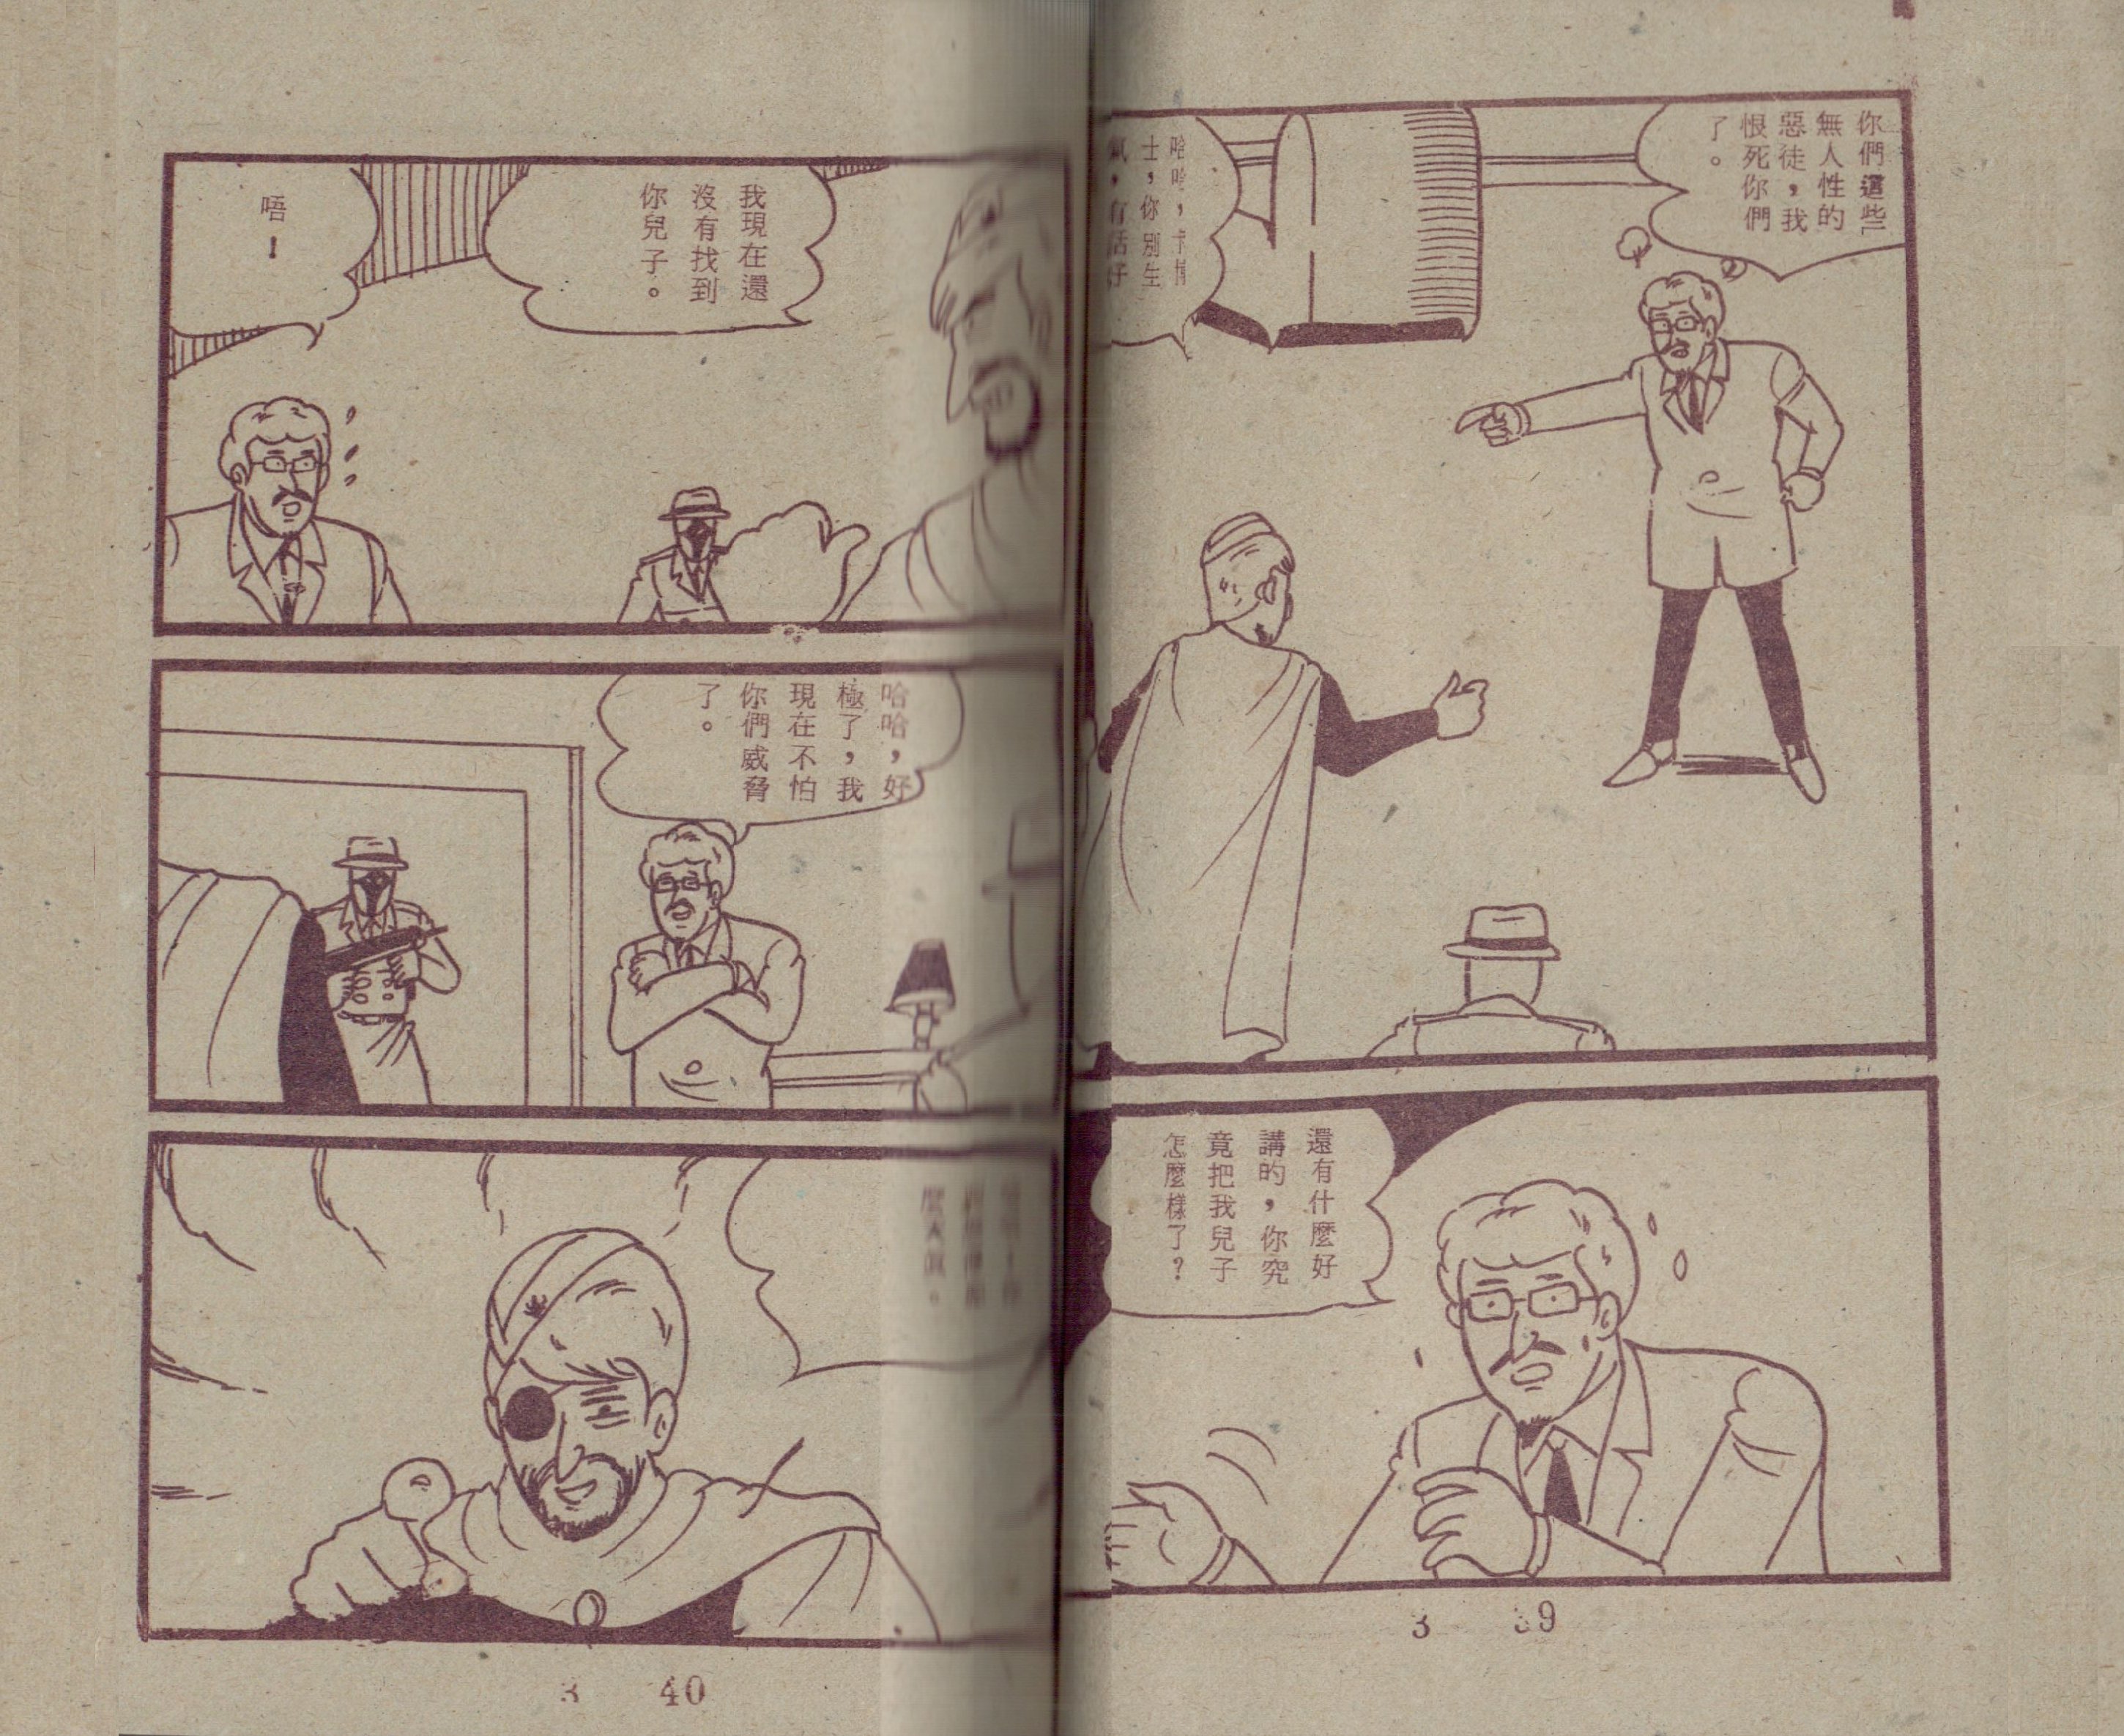 你們這些
無人性的
惡徒，我
恨死你們
了。
士，你別生
還有什麼好
講的，你究
竟把我兒子
怎麼樣了？
3 39
我現在還
沒有找到
你兒子。
唔！
哈哈，好
極了，我
現在不怕
你們威脅
了。
3 40